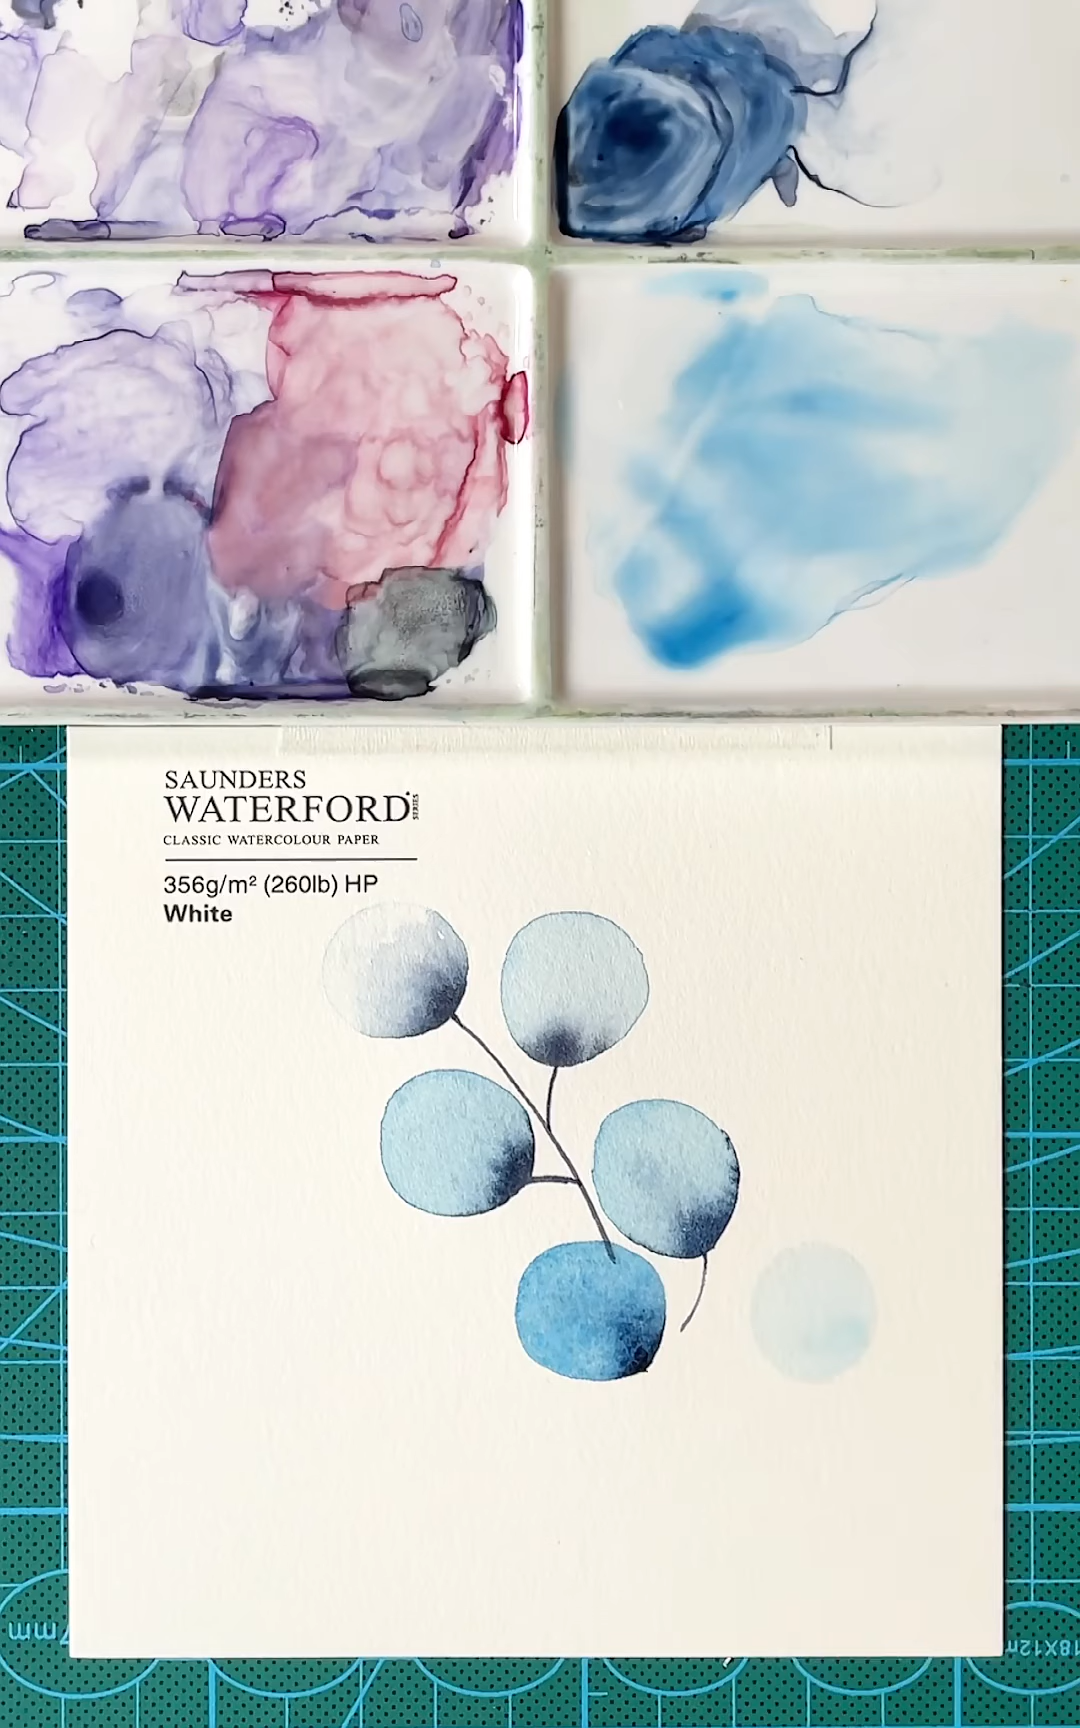 SAUNDERS
WATERFORD
SERIES
CLASSIC WATERCOLOUR PAPER
356g/m² (260lb) HP
White